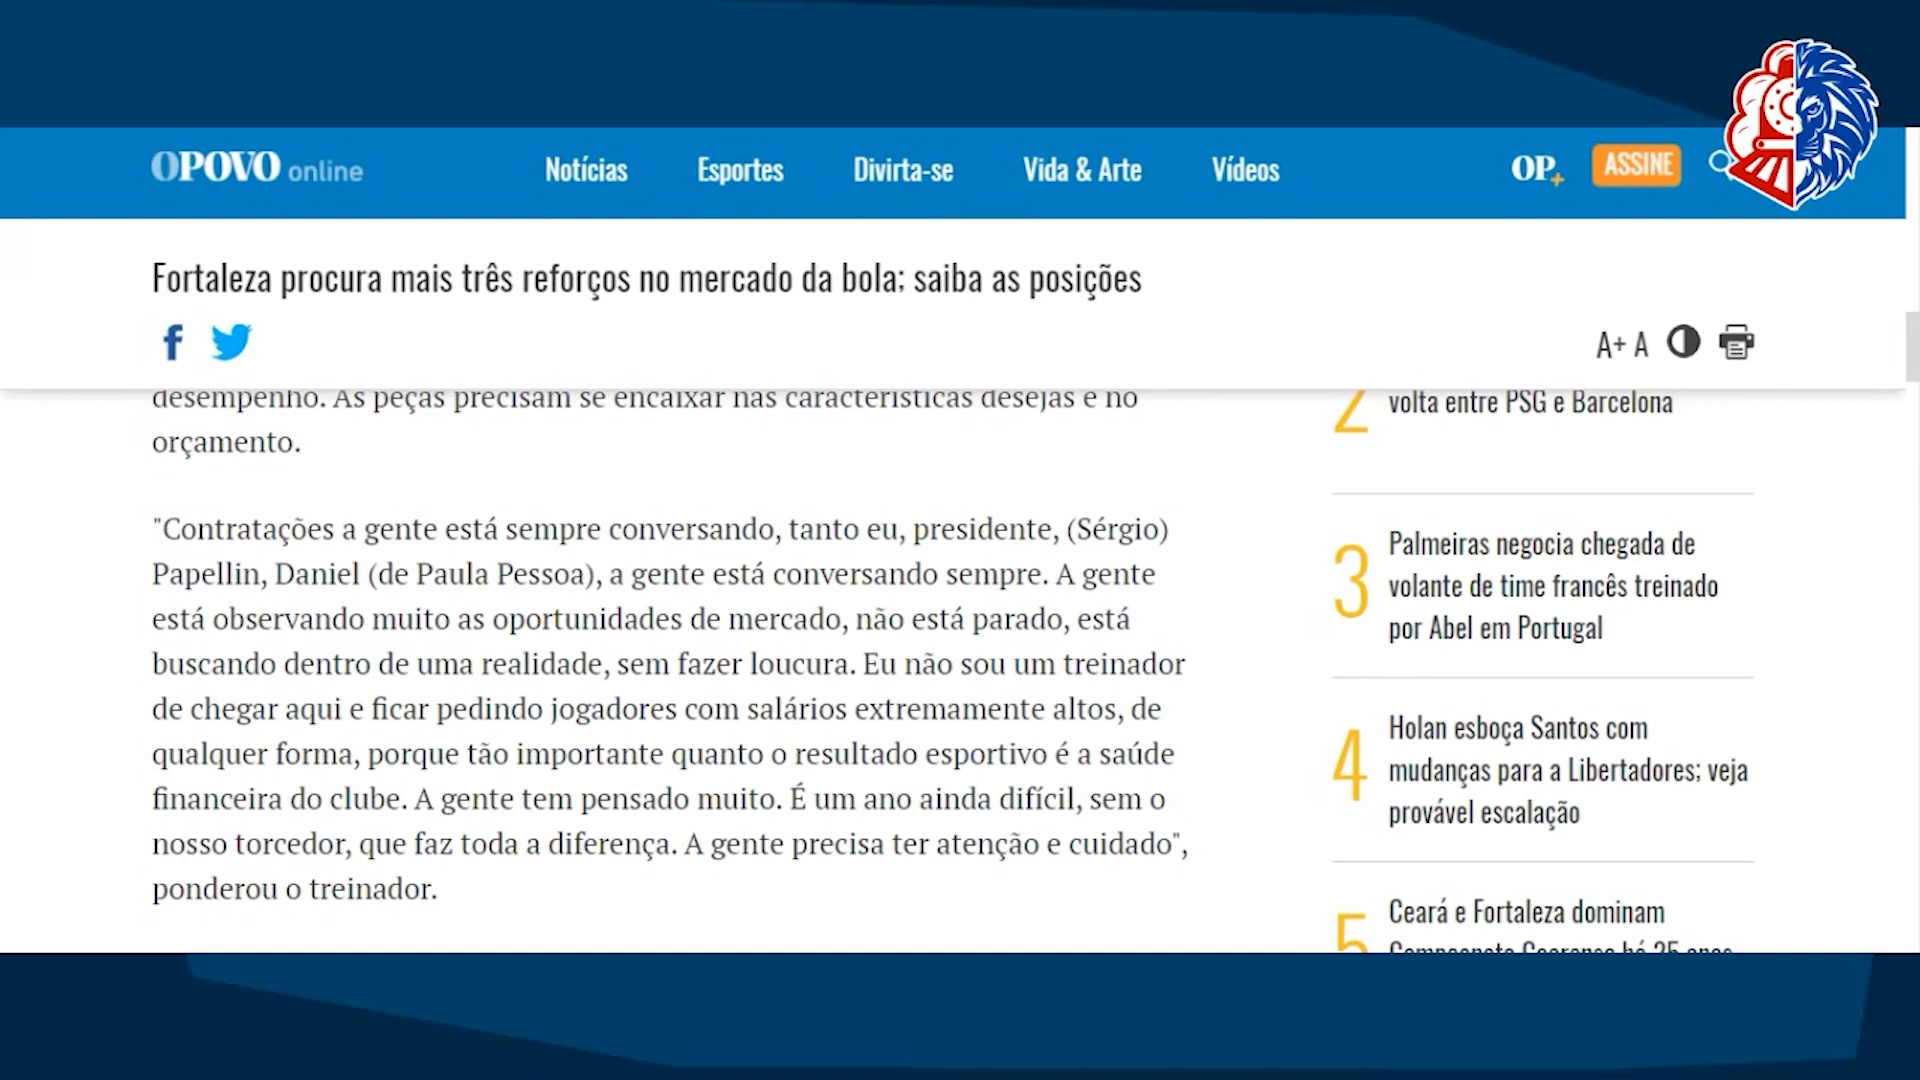 OPOVO online
Notícias
Esportes
Divirta-se
Vida & Arte
Vídeos
OP+
ASSINE
Fortaleza procura mais três reforços no mercado da bola; saiba as posições
A+ A
desempenho. As peças precisam se encaixar nas características desejas e no
orçamento.
"Contratações a gente está sempre conversando, tanto eu, presidente, (Sérgio)
Papellin, Daniel (de Paula Pessoa), a gente está conversando sempre. A gente
está observando muito as oportunidades de mercado, não está parado, está
buscando dentro de uma realidade, sem fazer loucura. Eu não sou um treinador
de chegar aqui e ficar pedindo jogadores com salários extremamente altos, de
qualquer forma, porque tão importante quanto o resultado esportivo é a saúde
financeira do clube. A gente tem pensado muito. É um ano ainda difícil, sem o
nosso torcedor, que faz toda a diferença. A gente precisa ter atenção e cuidado",
ponderou o treinador.
2
volta entre PSG e Barcelona
3
Palmeiras negocia chegada de
volante de time francês treinado
por Abel em Portugal
4
Holan esboça Santos com
mudanças para a Libertadores; veja
provável escalação
5
Ceará e Fortaleza dominam
Campeonato Cearense há 25 anos